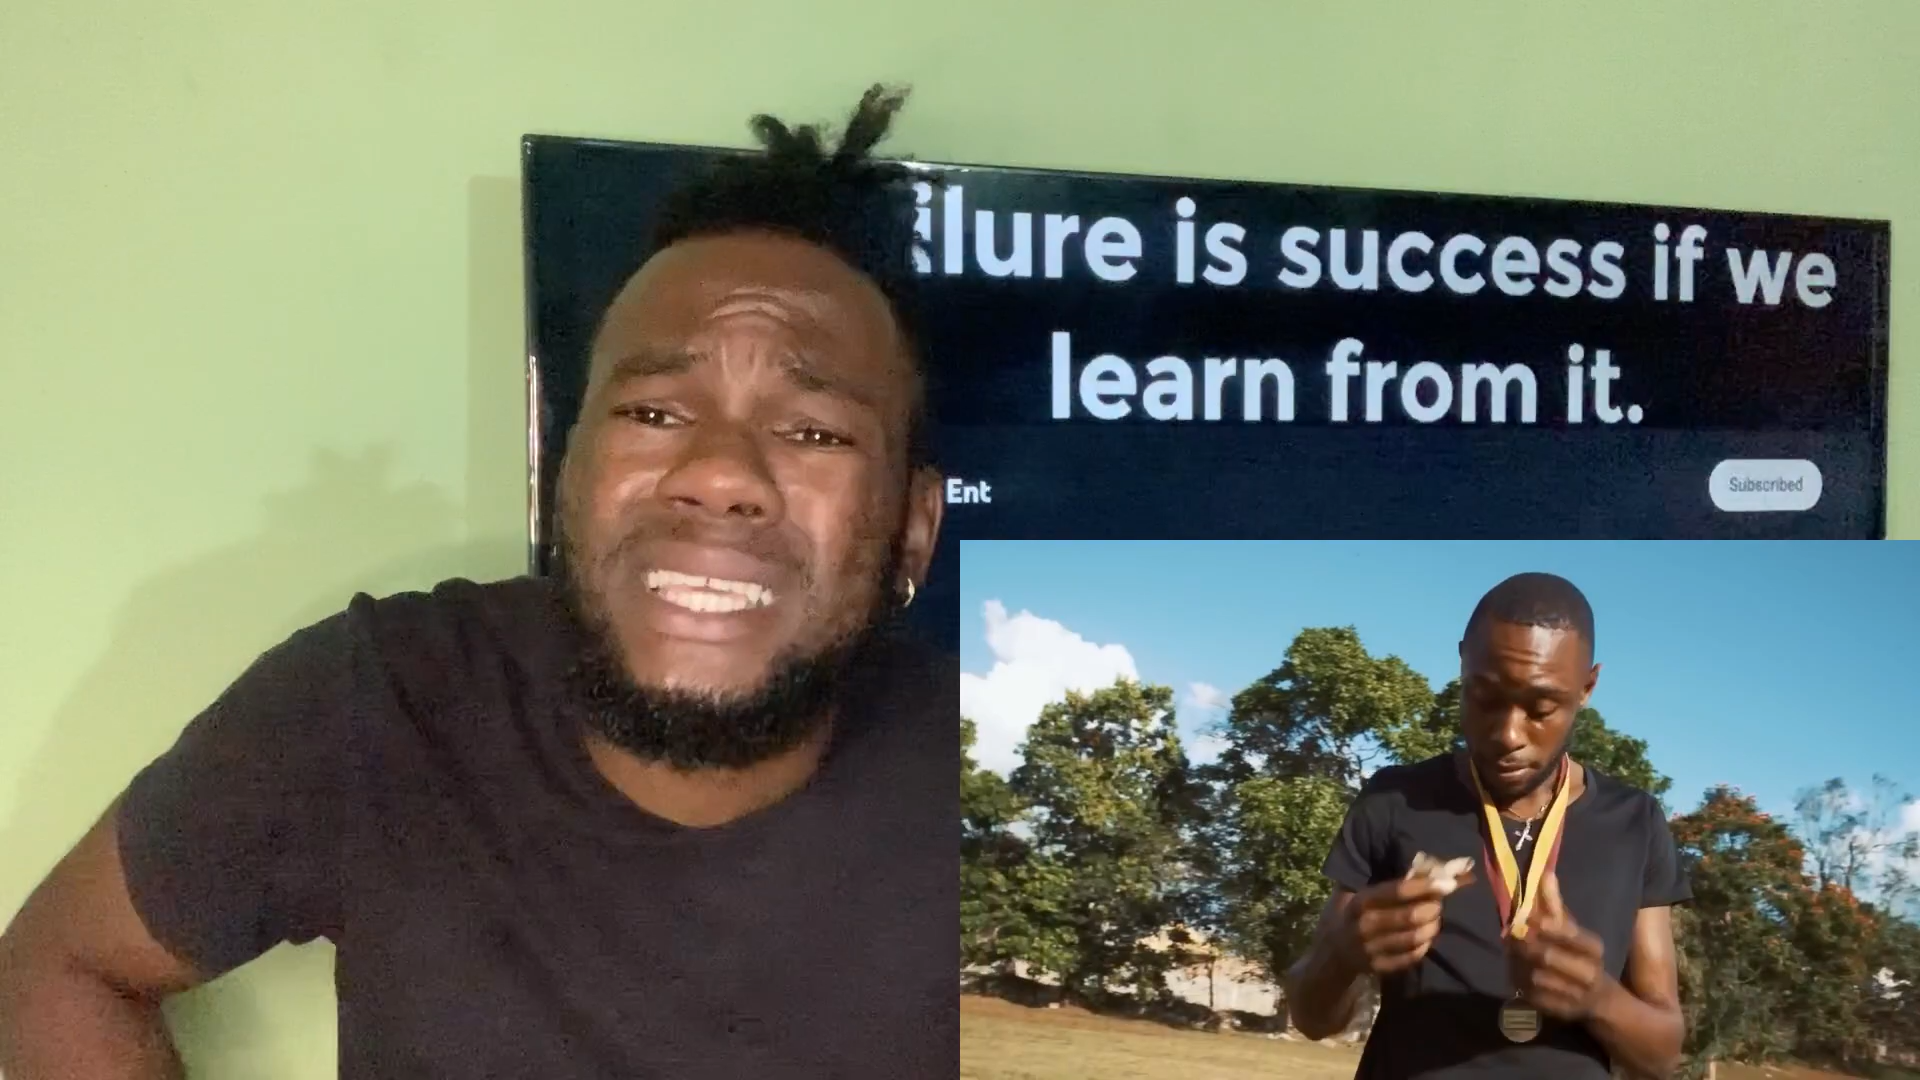 ilure is success if we
learn from it.
Ent
Subscribed